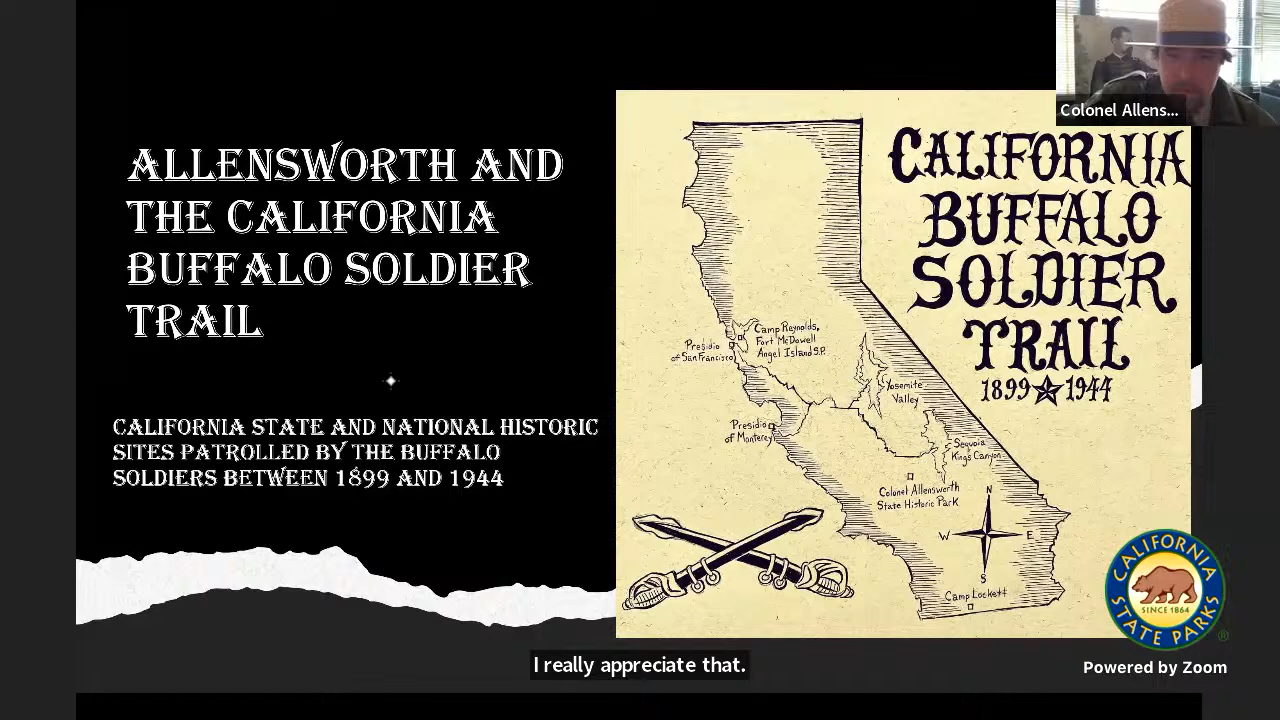 Colonel Allens...
ALLENSWORTH AND
THE CALIFORNIA
BUFFALO SOLDIER
TRAIL
CALIFORNIA STATE AND NATIONAL HISTORIC
SITES PATROLLED BY THE BUFFALO
SOLDIERS BETWEEN 1899 AND 1944
CALIFORNIA
BUFFALO
SOLDIER
TRAIL
1899 1944
Camp Reynolds,
Fort McDowell
Angel Island S.P.
Presidio
of San Francisco
Yosemite
Valley
Presidio
of Monterey
Sequoia
Kings Canyon
Colonel Allensworth
State Historic Park
N
W E
S
Camp Lockett
CALIFORNIA
SINCE 1864
STATE PARKS
®
I really appreciate that.
Powered by Zoom